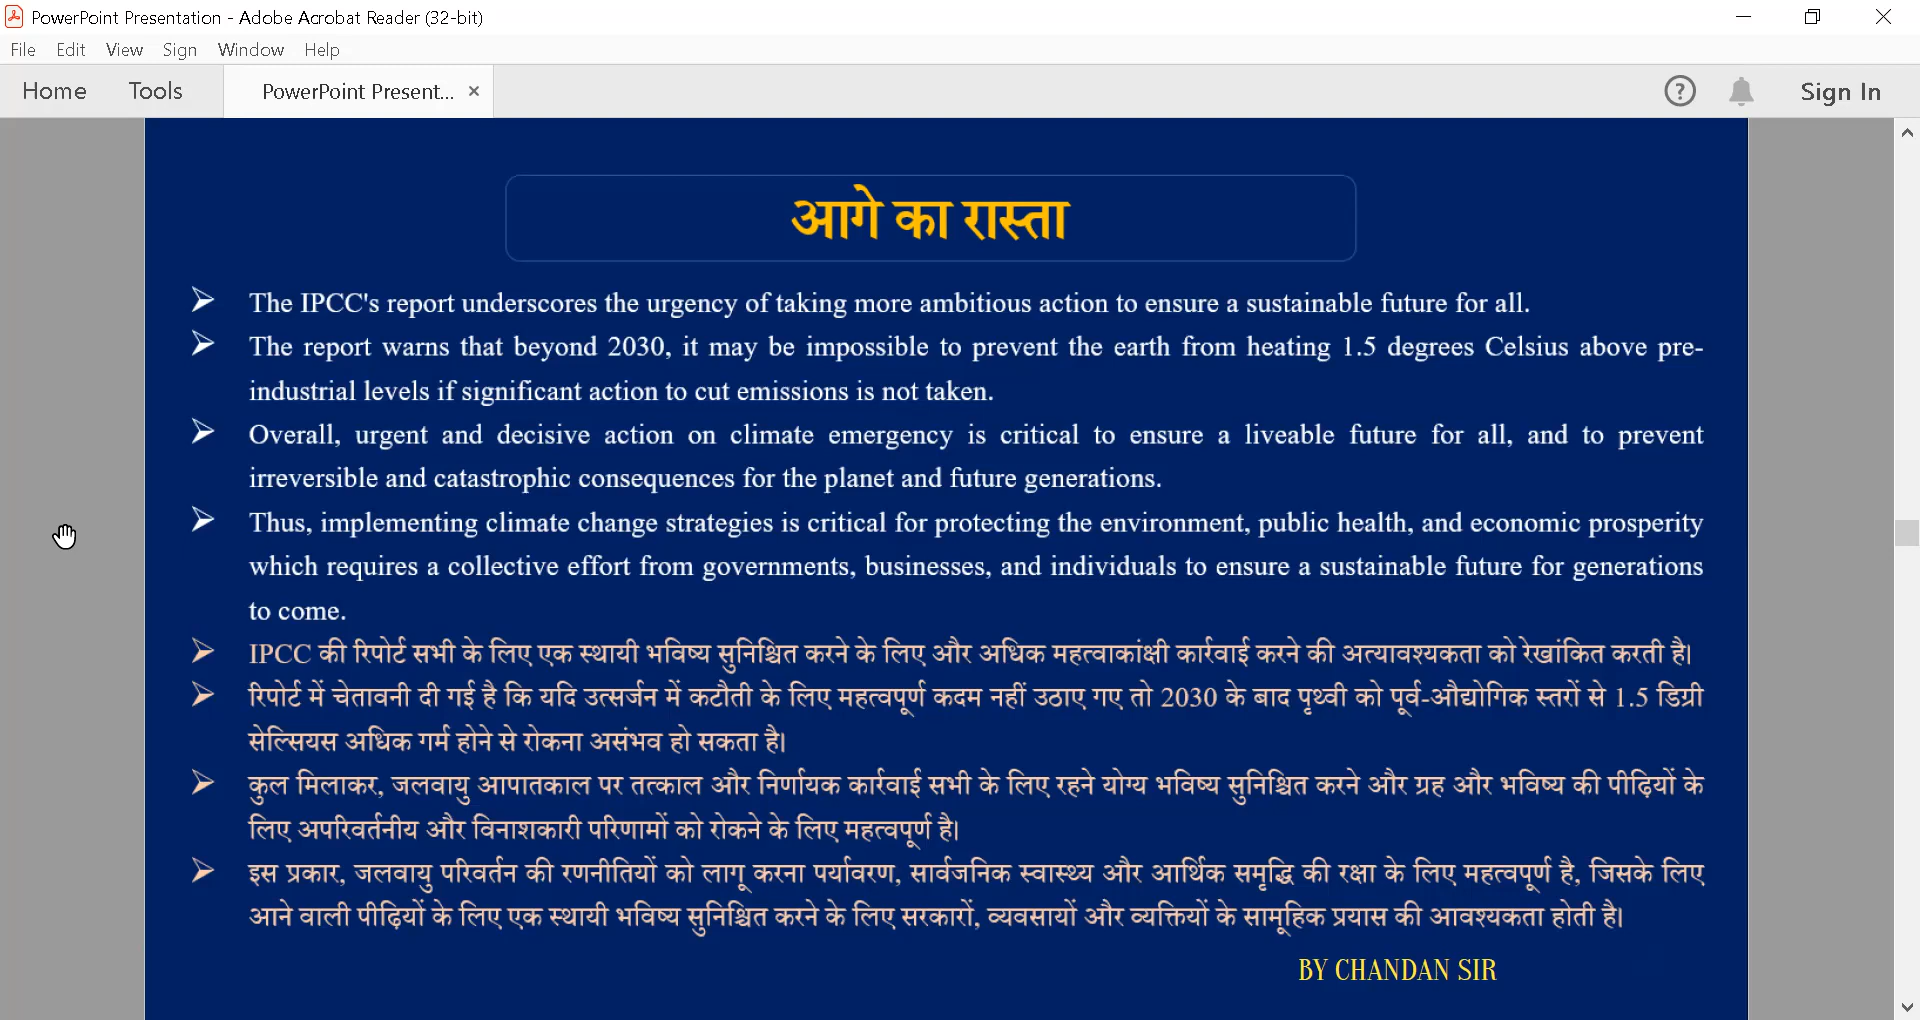 PowerPoint Presentation - Adobe Acrobat Reader (32-bit)
File Edit View Sign Window Help
Home Tools PowerPoint Present... × ? Sign In
आगे का रास्ता
➢ The IPCC's report underscores the urgency of taking more ambitious action to ensure a sustainable future for all.
➢ The report warns that beyond 2030, it may be impossible to prevent the earth from heating 1.5 degrees Celsius above pre-
industrial levels if significant action to cut emissions is not taken.
➢ Overall, urgent and decisive action on climate emergency is critical to ensure a liveable future for all, and to prevent
irreversible and catastrophic consequences for the planet and future generations.
➢ Thus, implementing climate change strategies is critical for protecting the environment, public health, and economic prosperity
which requires a collective effort from governments, businesses, and individuals to ensure a sustainable future for generations
to come.
➢ IPCC की रिपोर्ट सभी के लिए एक स्थायी भविष्य सुनिश्चित करने के लिए और अधिक महत्वाकांक्षी कार्रवाई करने की अत्यावश्यकता को रेखांकित करती है।
➢ रिपोर्ट में चेतावनी दी गई है कि यदि उत्सर्जन में कटौती के लिए महत्वपूर्ण कदम नहीं उठाए गए तो 2030 के बाद पृथ्वी को पूर्व-औद्योगिक स्तरों से 1.5 डिग्री
सेल्सियस अधिक गर्म होने से रोकना असंभव हो सकता है।
➢ कुल मिलाकर, जलवायु आपातकाल पर तत्काल और निर्णायक कार्रवाई सभी के लिए रहने योग्य भविष्य सुनिश्चित करने और ग्रह और भविष्य की पीढ़ियों के
लिए अपरिवर्तनीय और विनाशकारी परिणामों को रोकने के लिए महत्वपूर्ण है।
➢ इस प्रकार, जलवायु परिवर्तन की रणनीतियों को लागू करना पर्यावरण, सार्वजनिक स्वास्थ्य और आर्थिक समृद्धि की रक्षा के लिए महत्वपूर्ण है, जिसके लिए
आने वाली पीढ़ियों के लिए एक स्थायी भविष्य सुनिश्चित करने के लिए सरकारों, व्यवसायों और व्यक्तियों के सामूहिक प्रयास की आवश्यकता होती है।
BY CHANDAN SIR